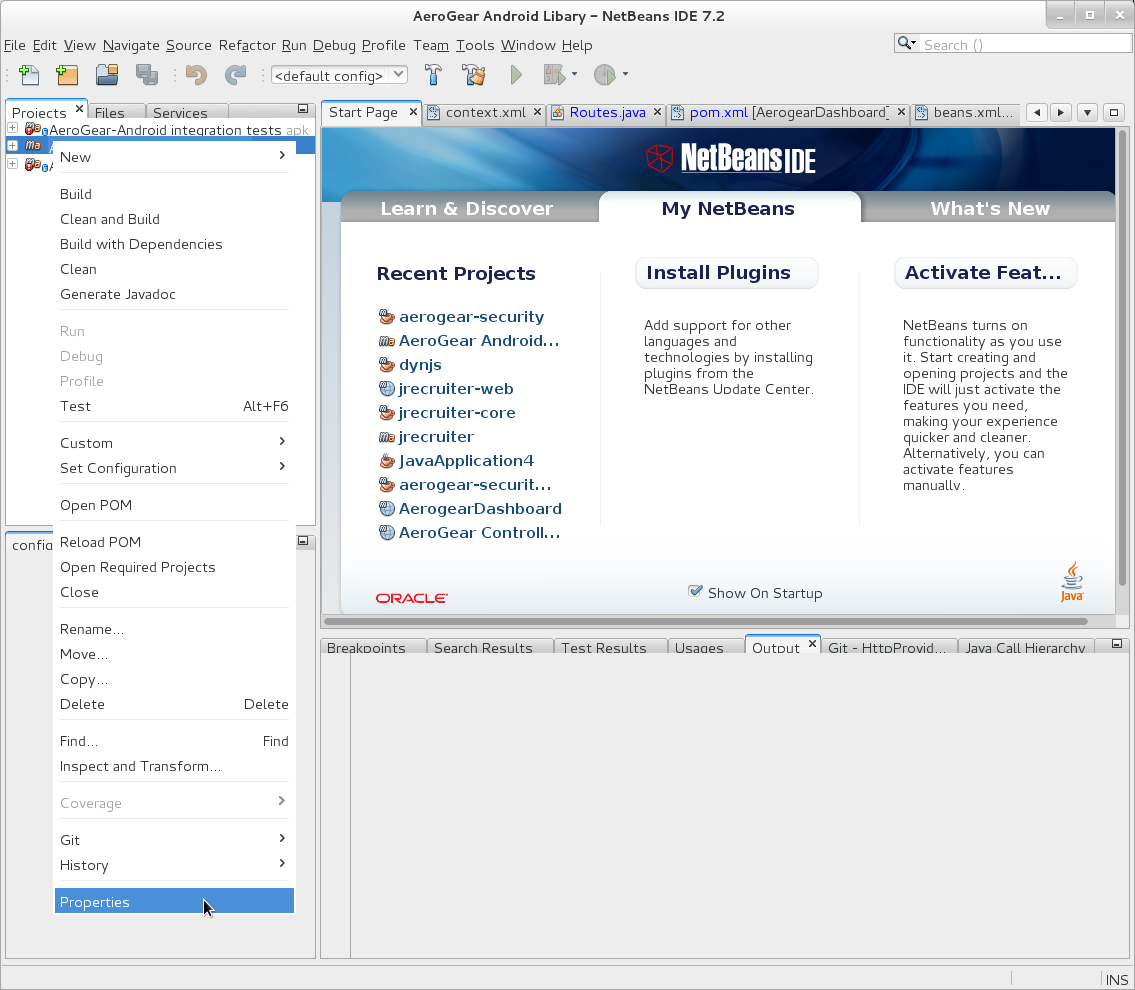 AeroGear Android Libary – NetBeans IDE 7.2
File Edit View Navigate Source Refactor Run Debug Profile Team Tools Window Help
Search ()
<default config>
Projects Files Services
AeroGear-Android integration tests apk
Start Page context.xml Routes.java pom.xml [AerogearDashboard] beans.xml...
New
Build
Clean and Build
Build with Dependencies
Clean
Generate Javadoc
Run
Debug
Profile
Test Alt+F6
Custom
Set Configuration
Open POM
Reload POM
Open Required Projects
Close
Rename...
Move...
Copy...
Delete Delete
Find... Find
Inspect and Transform...
Coverage
Git
History
Properties
config
NetBeans IDE
Learn & Discover My NetBeans What's New
Recent Projects
aerogear-security
AeroGear Android...
dynjs
jrecruiter-web
jrecruiter-core
jrecruiter
JavaApplication4
aerogear-securit...
AerogearDashboard
AeroGear Controll...
Install Plugins
Add support for other
languages and
technologies by installing
plugins from the
NetBeans Update Center.
Activate Feat...
NetBeans turns on
functionality as you use
it. Start creating and
opening projects and the
IDE will just activate the
features you need,
making your experience
quicker and cleaner.
Alternatively, you can
activate features
manually.
ORACLE
Show On Startup
Java
Breakpoints Search Results Test Results Usages Output Git - HttpProvid... Java Call Hierarchy
INS